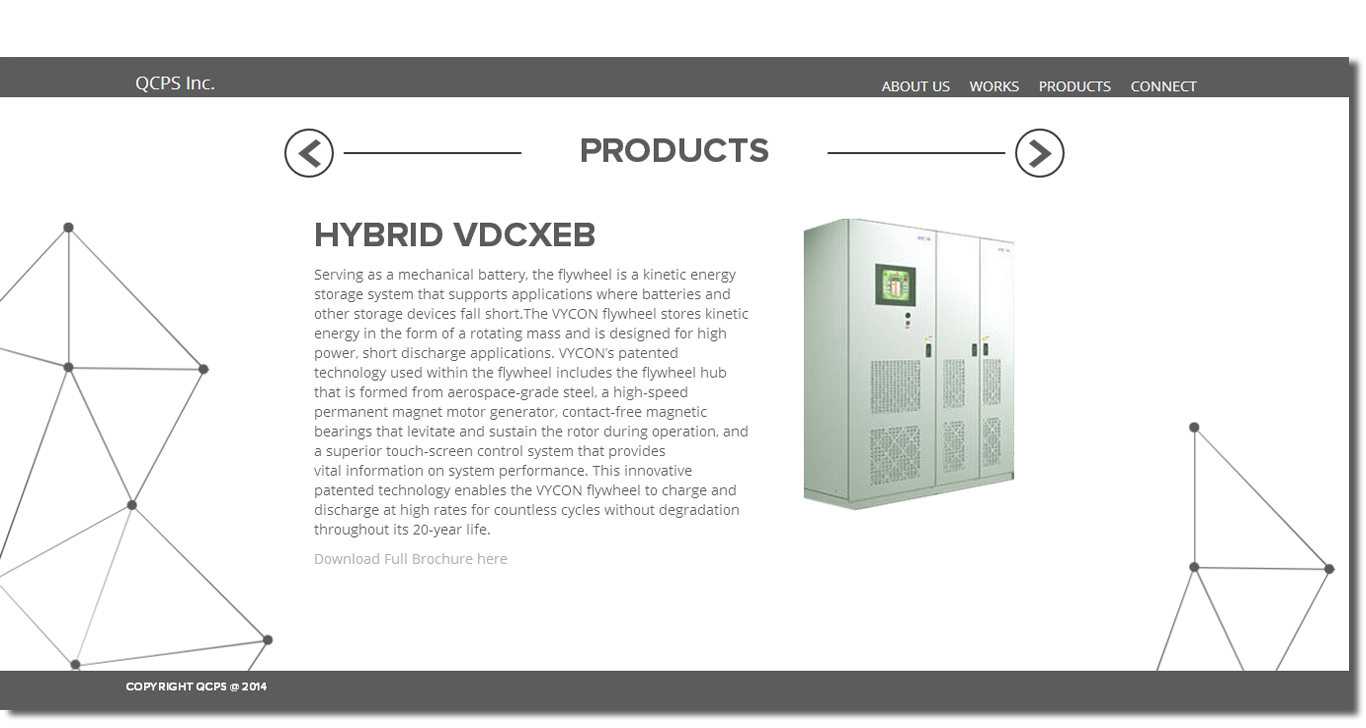 QCPS Inc.
ABOUT US WORKS PRODUCTS CONNECT
PRODUCTS
HYBRID VDCXEB
Serving as a mechanical battery, the flywheel is a kinetic energy
storage system that supports applications where batteries and
other storage devices fall short.The VYCON flywheel stores kinetic
energy in the form of a rotating mass and is designed for high
power, short discharge applications. VYCON’s patented
technology used within the flywheel includes the flywheel hub
that is formed from aerospace-grade steel, a high-speed
permanent magnet motor generator, contact-free magnetic
bearings that levitate and sustain the rotor during operation, and
a superior touch-screen control system that provides
vital information on system performance. This innovative
patented technology enables the VYCON flywheel to charge and
discharge at high rates for countless cycles without degradation
throughout its 20-year life.
Download Full Brochure here
COPYRIGHT QCPS @ 2014